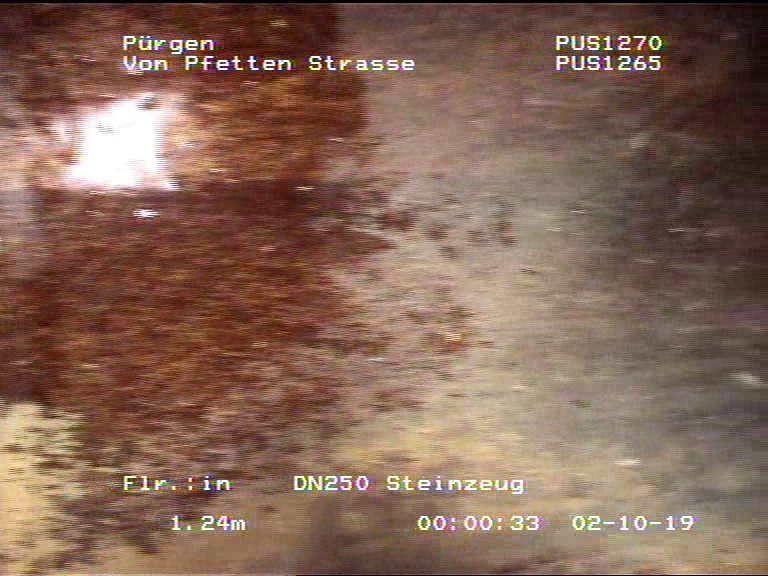 Pürgen PUS1270
Von Pfetten Strasse PUS1265
Flr.:in DN250 Steinzeug
1.24m 00:00:33 02-10-19